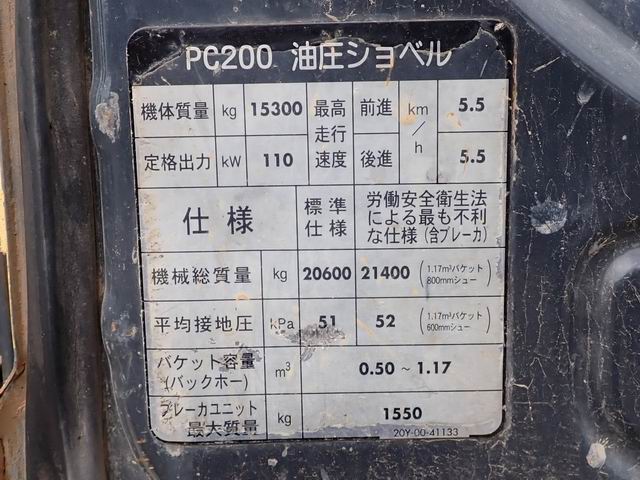 PC200 油圧ショベル
機体質量 kg 15300 最高走行速度 前進 km/h 5.5
定格出力 kW 110 後進 5.5
仕様 標準仕様 労働安全衛生法による最も不利な仕様(含ブレーカ)
機械総質量 kg 20600 21400 (1.17m³バケット 800mmシュー)
平均接地圧 kPa 51 52 (1.17m³バケット 600mmシュー)
バケット容量(バックホー) m³ 0.50~1.17
ブレーカユニット最大質量 kg 1550
20Y-00-41133